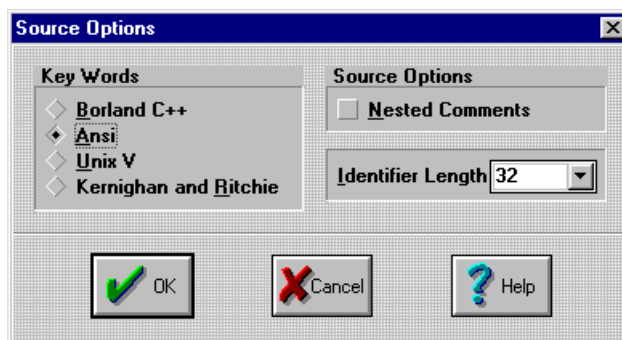 Source Options
Key Words
Borland C++
Ansi
Unix V
Kernighan and Ritchie
Source Options
Nested Comments
Identifier Length 32
OK
Cancel
Help